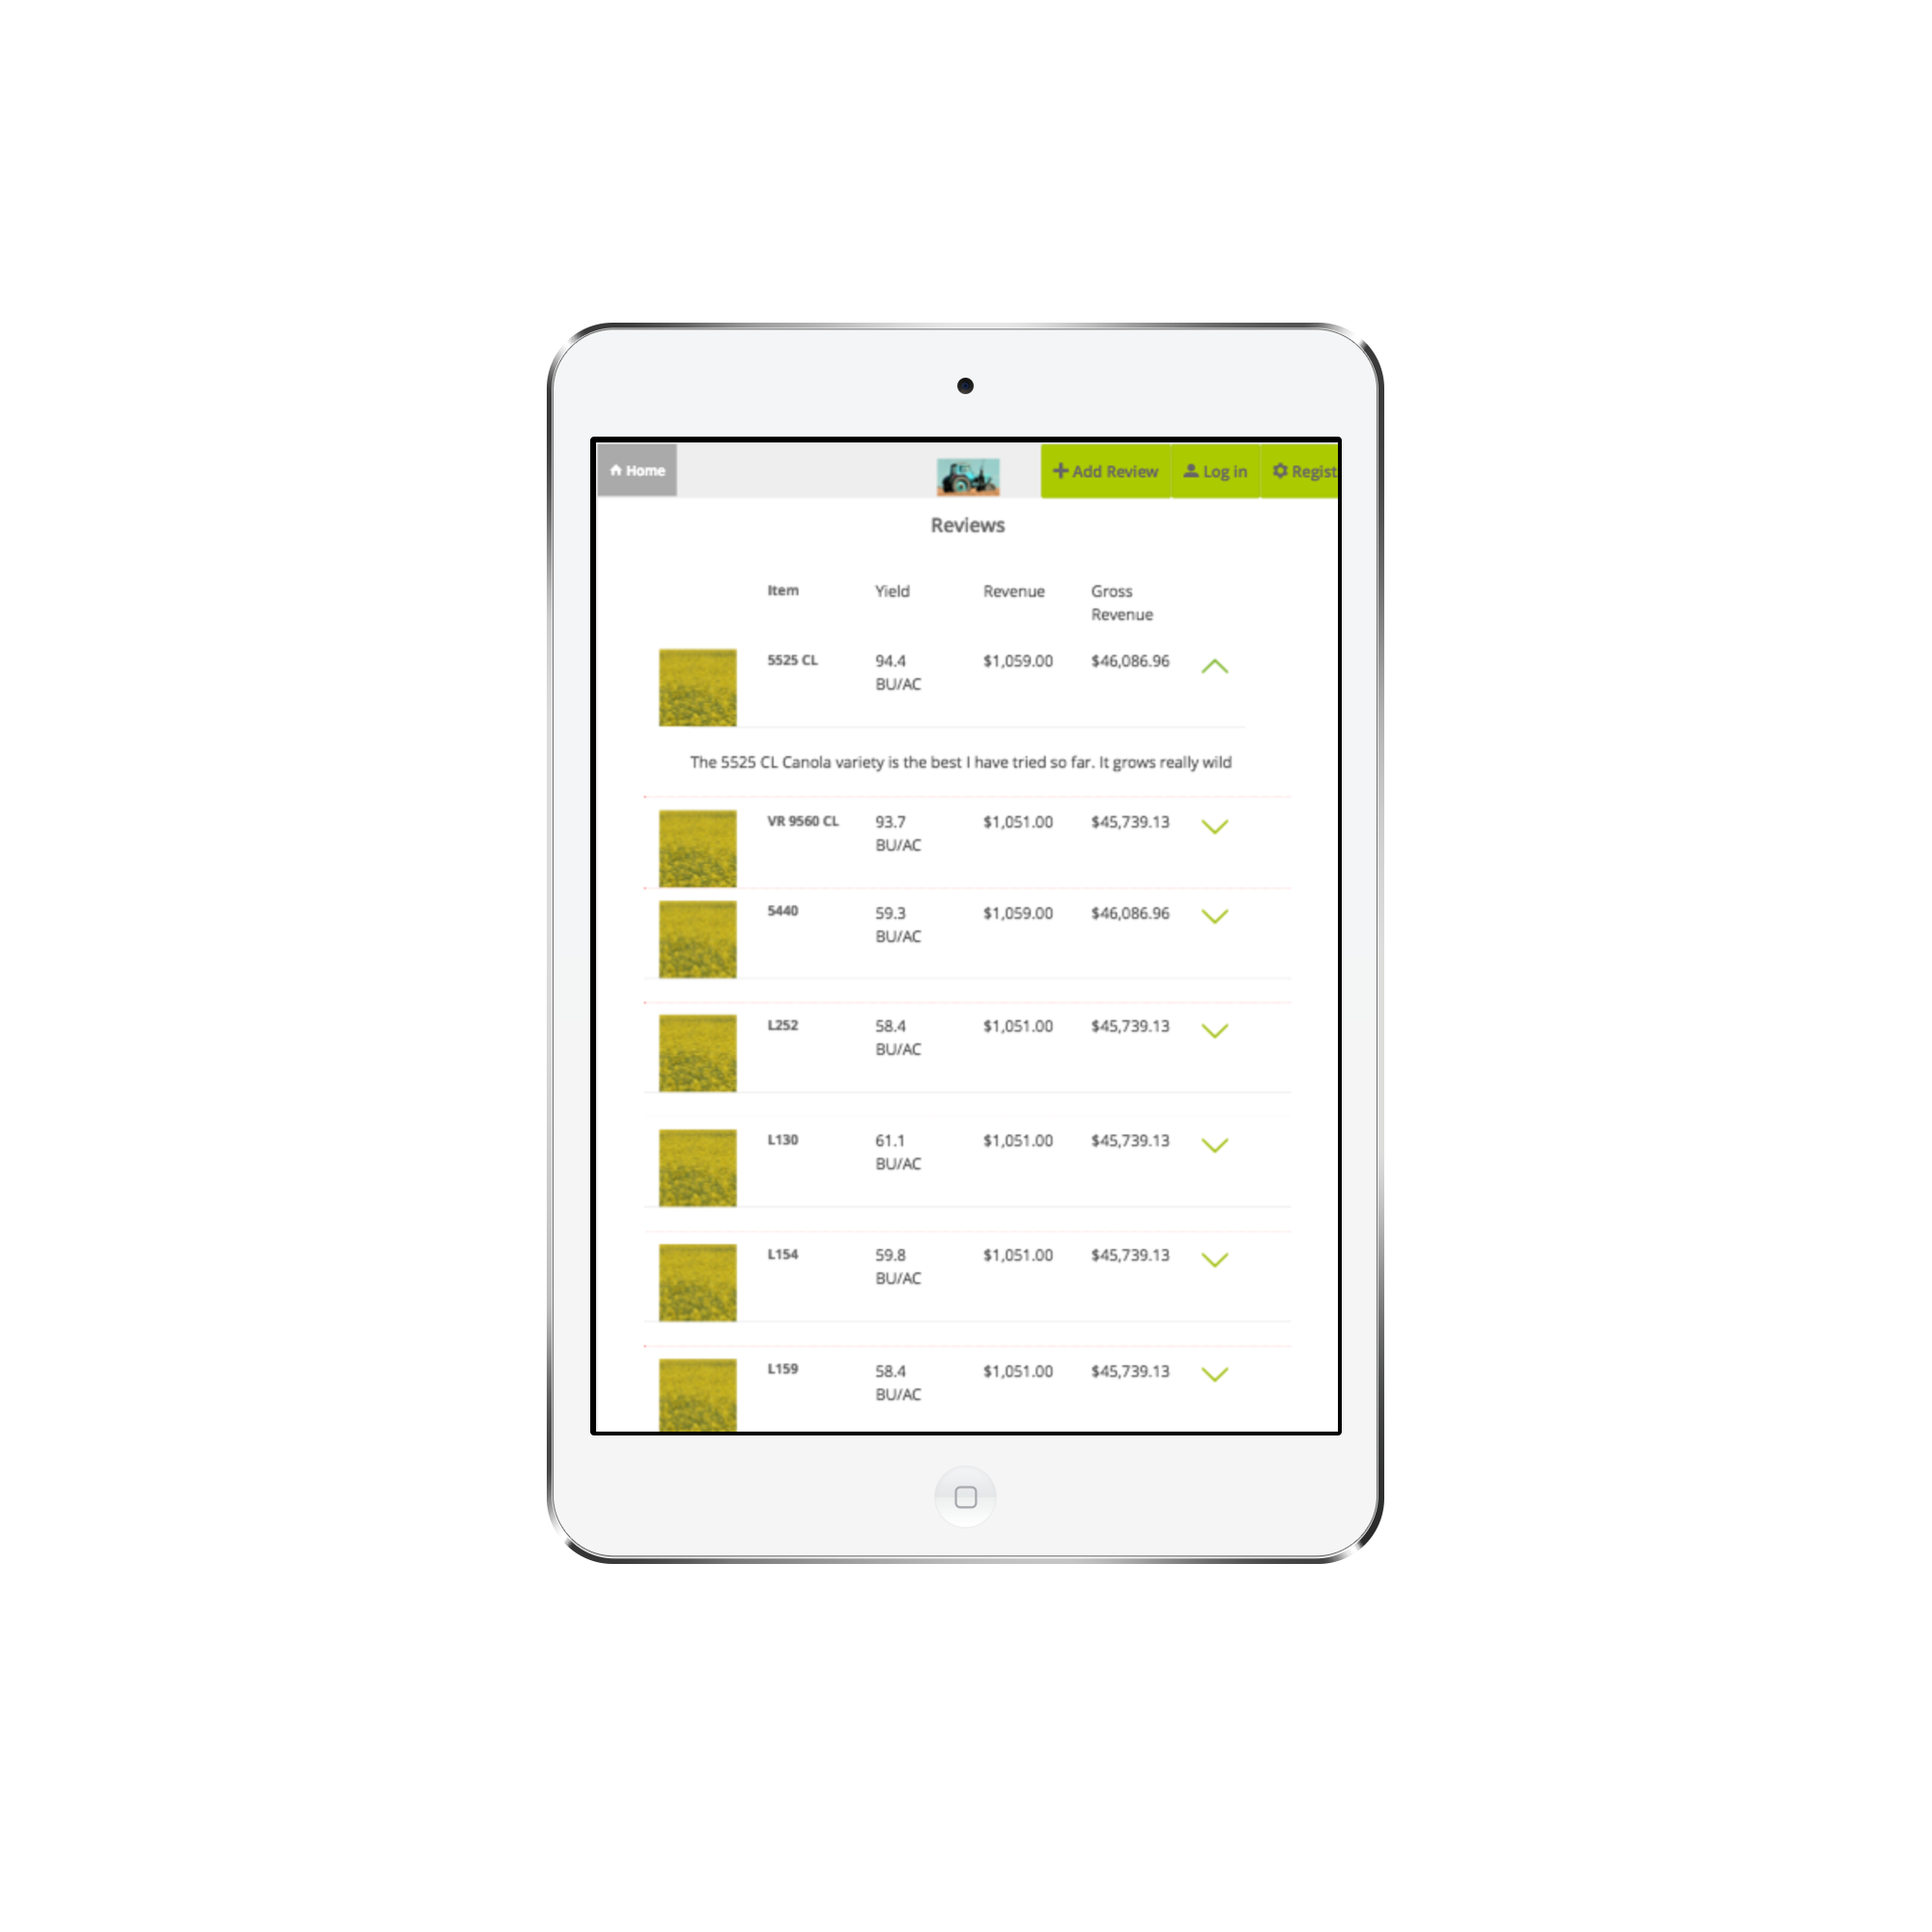 Home
Add Review Log in Regist
Reviews
Item Yield Revenue Gross
Revenue
5525 CL 94.4 $1,059.00 $46,086.96
BU/AC
The 5525 CL Canola variety is the best I have tried so far. It grows really wild
VR 9560 CL 93.7 $1,051.00 $45,739.13
BU/AC
5440 59.3 $1,059.00 $46,086.96
BU/AC
L252 58.4 $1,051.00 $45,739.13
BU/AC
L130 61.1 $1,051.00 $45,739.13
BU/AC
L154 59.8 $1,051.00 $45,739.13
BU/AC
L159 58.4 $1,051.00 $45,739.13
BU/AC